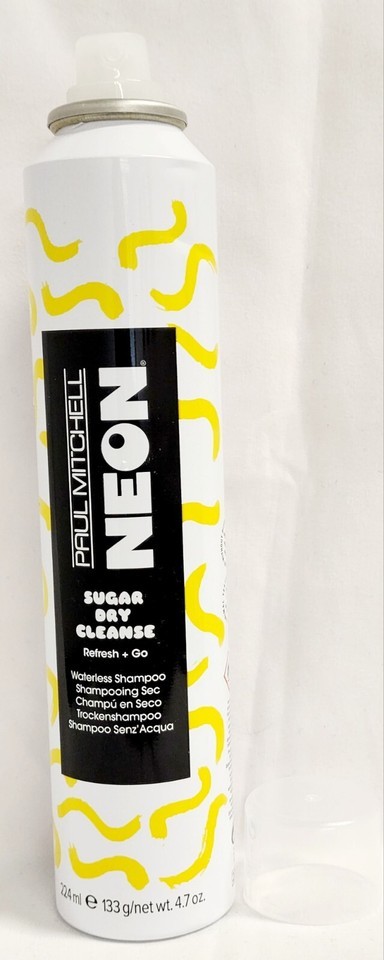 PAUL MITCHELL
NEON®
SUGAR
DRY
CLEANSE
Refresh + Go
Waterless Shampoo
Shampooing Sec
Champú en Seco
Trockenshampoo
Shampoo Senz'Acqua
224 ml ℮ 133 g/net wt. 4.7 oz.